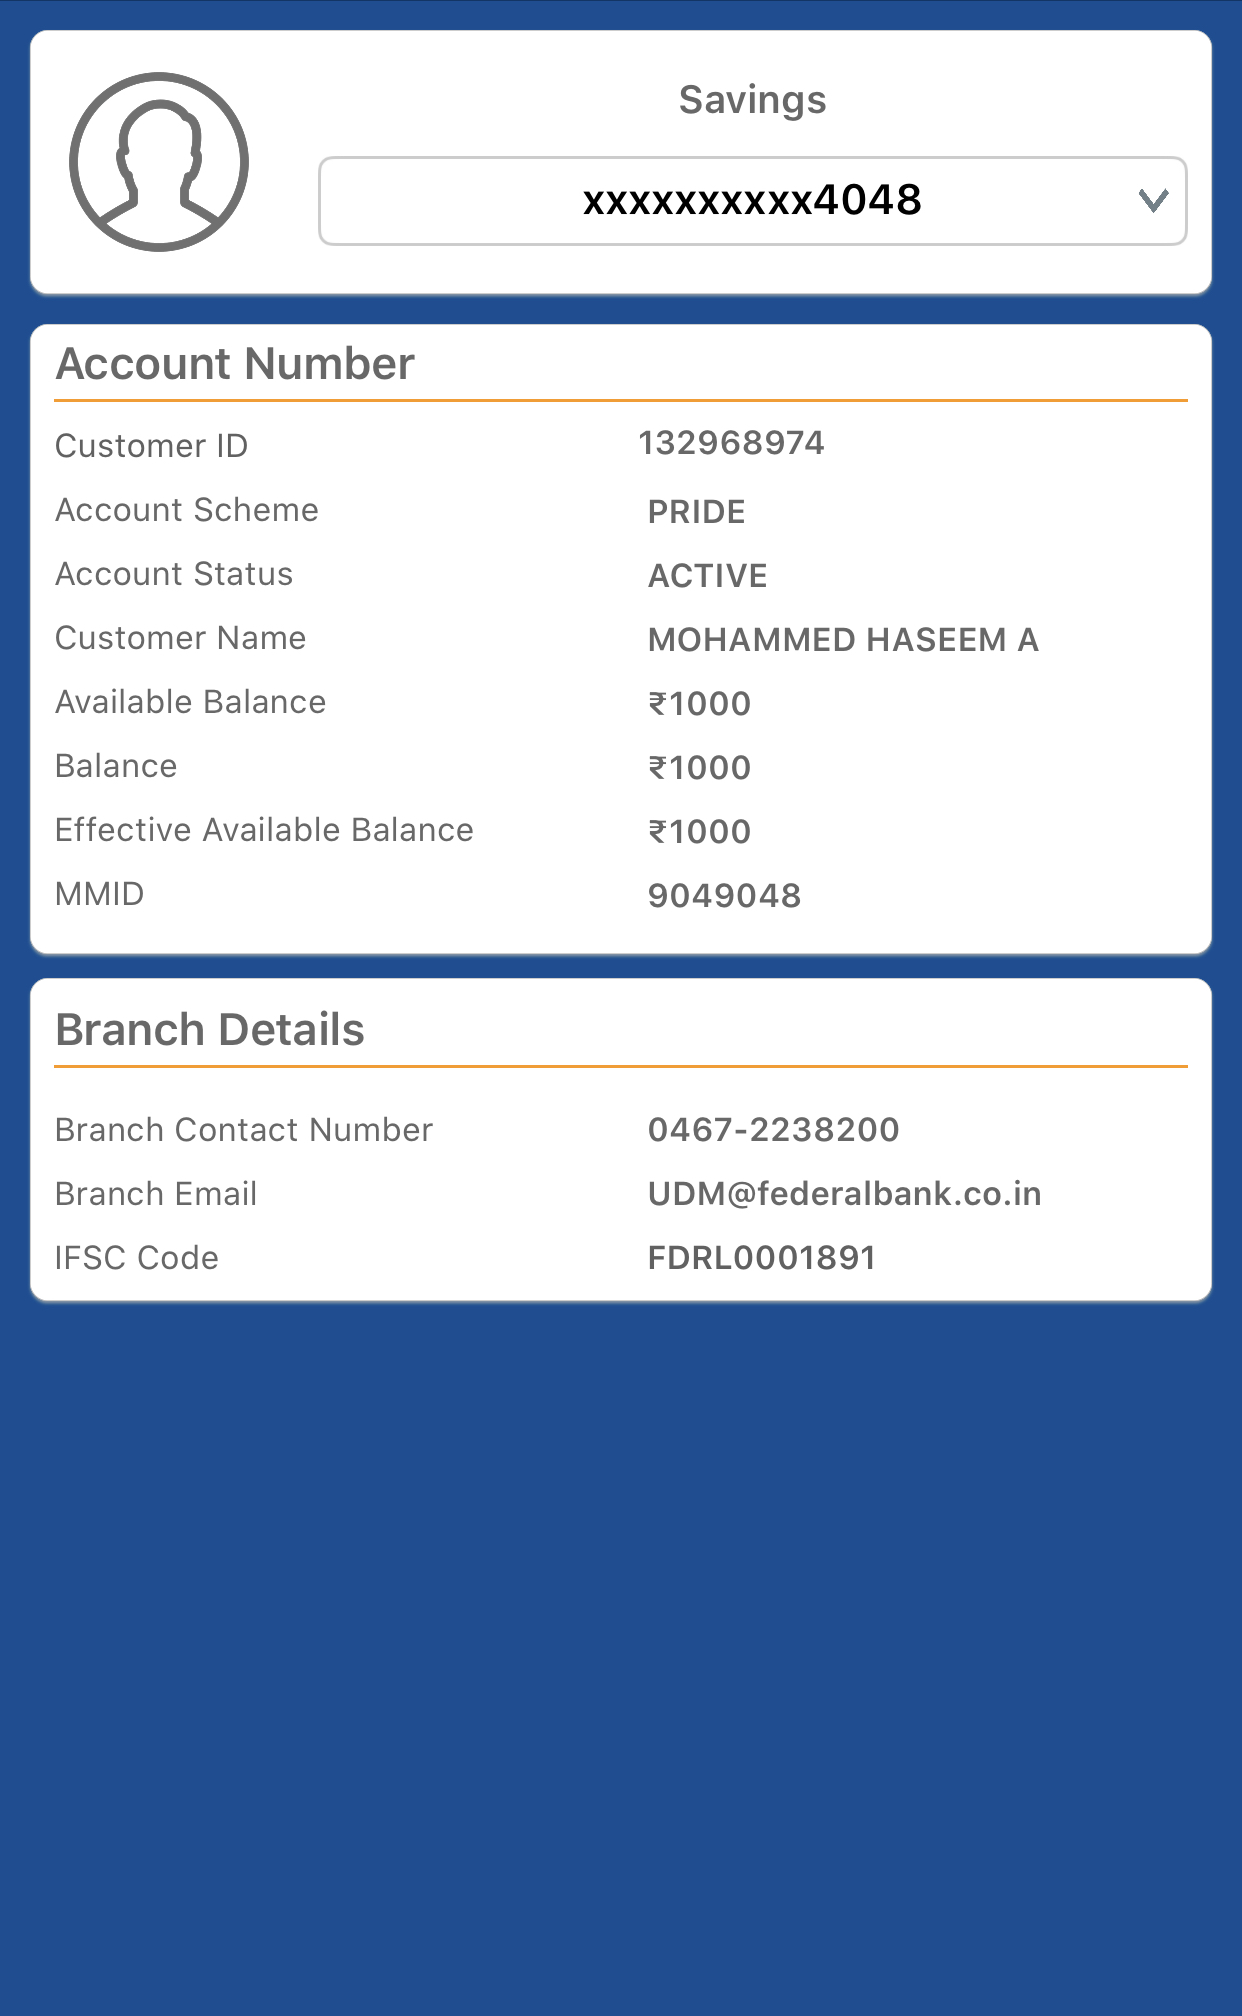 Savings
xxxxxxxxxx4048
Account Number
Customer ID 132968974
Account Scheme PRIDE
Account Status ACTIVE
Customer Name MOHAMMED HASEEM A
Available Balance ₹1000
Balance ₹1000
Effective Available Balance ₹1000
MMID 9049048
Branch Details
Branch Contact Number 0467-2238200
Branch Email UDM@federalbank.co.in
IFSC Code FDRL0001891